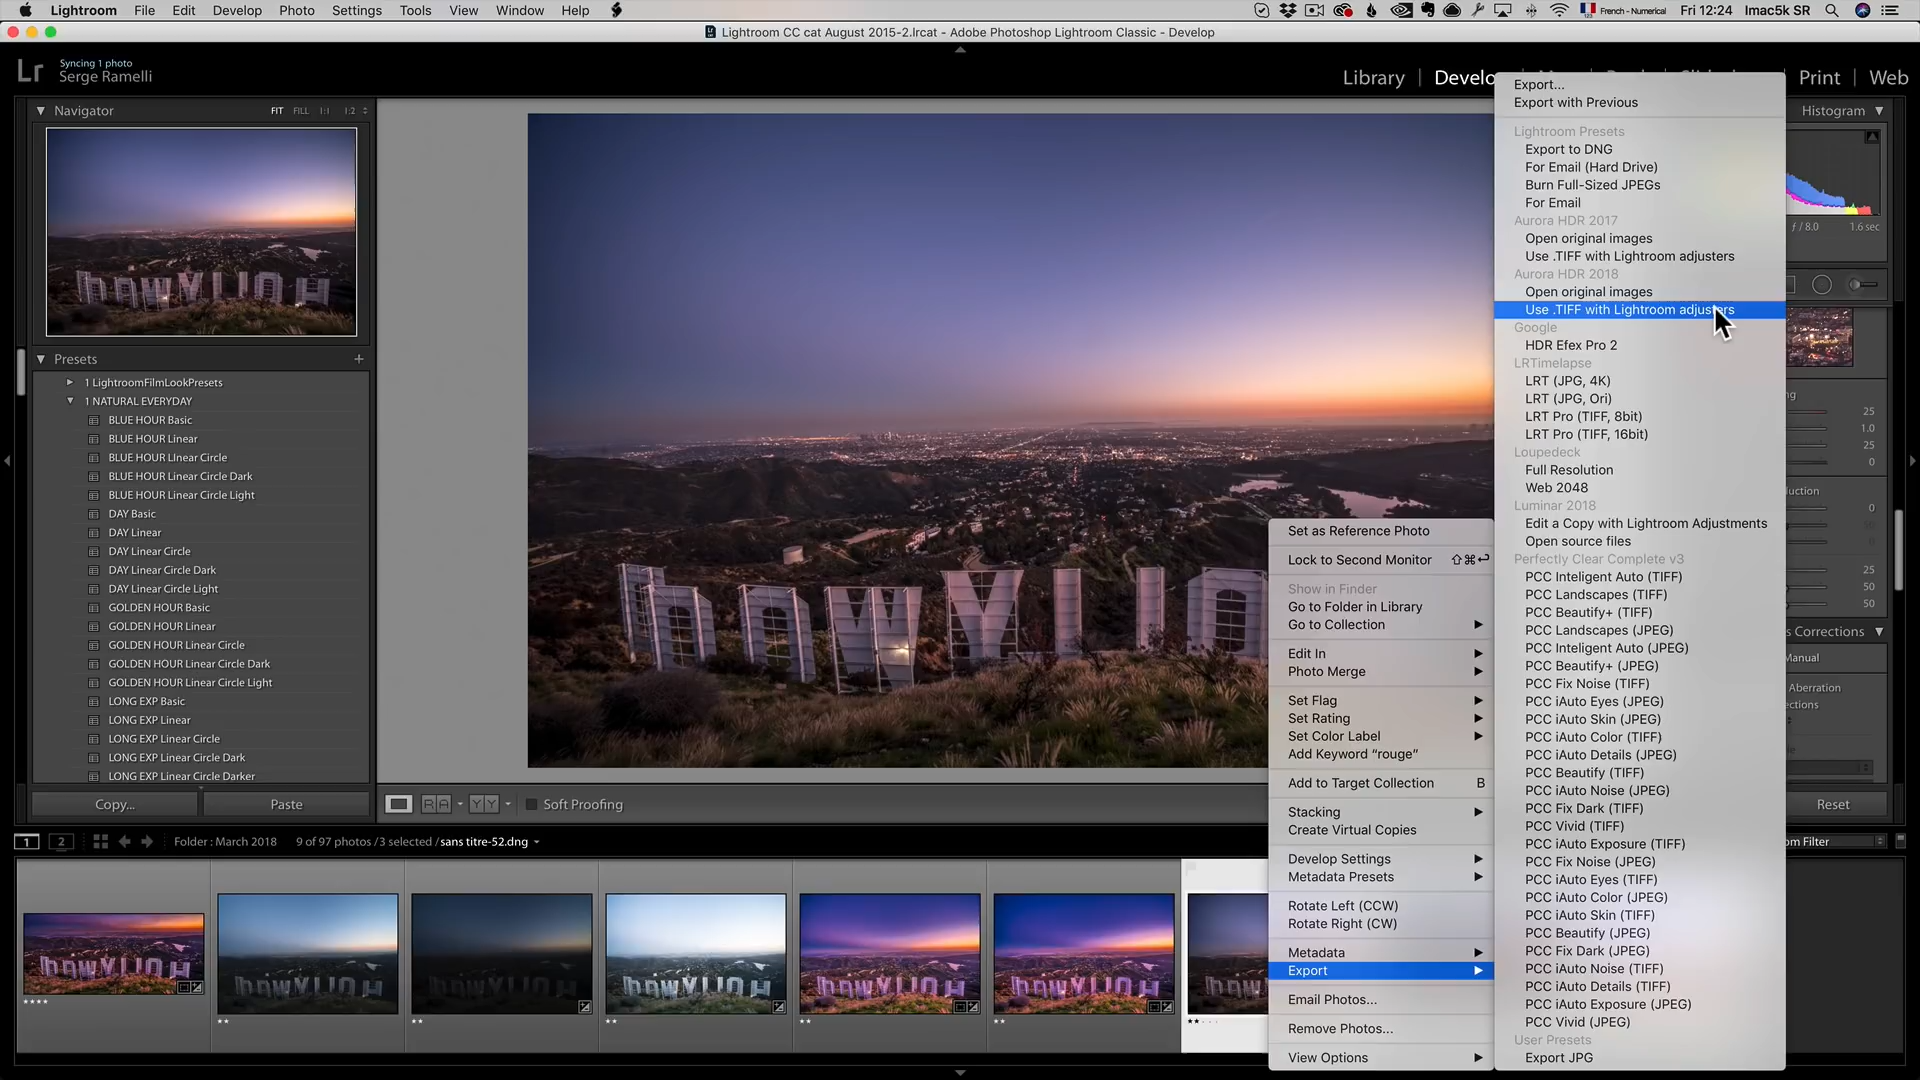 Lightroom File Edit Develop Photo Settings Tools View Window Help
French - Numerical Fri 12:24 Imac5k SR
Lightroom CC cat August 2015-2.lrcat - Adobe Photoshop Lightroom Classic - Develop
Lr
Syncing 1 photo
Serge Ramelli
Library | Develo
Print | Web
Navigator FIT FILL 1:1 1:2
Presets +
1 LightroomFilmLookPresets
1 NATURAL EVERYDAY
BLUE HOUR Basic
BLUE HOUR Linear
BLUE HOUR LInear Circle
BLUE HOUR Linear Circle Dark
BLUE HOUR Linear Circle Light
DAY Basic
DAY Linear
DAY Linear Circle
DAY Linear Circle Dark
DAY Linear Circle Light
GOLDEN HOUR Basic
GOLDEN HOUR Linear
GOLDEN HOUR Linear Circle
GOLDEN HOUR Linear Circle Dark
GOLDEN HOUR Linear Circle Light
LONG EXP Basic
LONG EXP Linear
LONG EXP Linear Circle
LONG EXP Linear Circle Dark
LONG EXP Linear Circle Darker
Copy... Paste
RA YY Soft Proofing
1 2 Folder : March 2018 9 of 97 photos /3 selected /sans titre-52.dng
Set as Reference Photo
Lock to Second Monitor ⇧⌘↩
Show in Finder
Go to Folder in Library
Go to Collection
Edit In
Photo Merge
Set Flag
Set Rating
Set Color Label
Add Keyword “rouge”
Add to Target Collection B
Stacking
Create Virtual Copies
Develop Settings
Metadata Presets
Rotate Left (CCW)
Rotate Right (CW)
Metadata
Export
Email Photos...
Remove Photos...
View Options
Export...
Export with Previous
Lightroom Presets
Export to DNG
For Email (Hard Drive)
Burn Full-Sized JPEGs
For Email
Aurora HDR 2017
Open original images
Use .TIFF with Lightroom adjusters
Aurora HDR 2018
Open original images
Use .TIFF with Lightroom adjusters
Google
HDR Efex Pro 2
LRTimelapse
LRT (JPG, 4K)
LRT (JPG, Ori)
LRT Pro (TIFF, 8bit)
LRT Pro (TIFF, 16bit)
Loupedeck
Full Resolution
Web 2048
Luminar 2018
Edit a Copy with Lightroom Adjustments
Open source files
Perfectly Clear Complete v3
PCC Inteligent Auto (TIFF)
PCC Landscapes (TIFF)
PCC Beautify+ (TIFF)
PCC Landscapes (JPEG)
PCC Inteligent Auto (JPEG)
PCC Beautify+ (JPEG)
PCC Fix Noise (TIFF)
PCC iAuto Eyes (JPEG)
PCC iAuto Skin (JPEG)
PCC iAuto Color (TIFF)
PCC iAuto Details (JPEG)
PCC Beautify (TIFF)
PCC iAuto Noise (JPEG)
PCC Fix Dark (TIFF)
PCC Vivid (TIFF)
PCC iAuto Exposure (TIFF)
PCC Fix Noise (JPEG)
PCC iAuto Eyes (TIFF)
PCC iAuto Color (JPEG)
PCC iAuto Skin (TIFF)
PCC Beautify (JPEG)
PCC Fix Dark (JPEG)
PCC iAuto Noise (TIFF)
PCC iAuto Details (TIFF)
PCC iAuto Exposure (JPEG)
PCC Vivid (JPEG)
User Presets
Export JPG
Histogram
ƒ / 8.0 1.6 sec
ng
25
1.0
25
0
duction
0
25
50
50
s Corrections
Manual
Aberration
ctions
Reset
om Filter